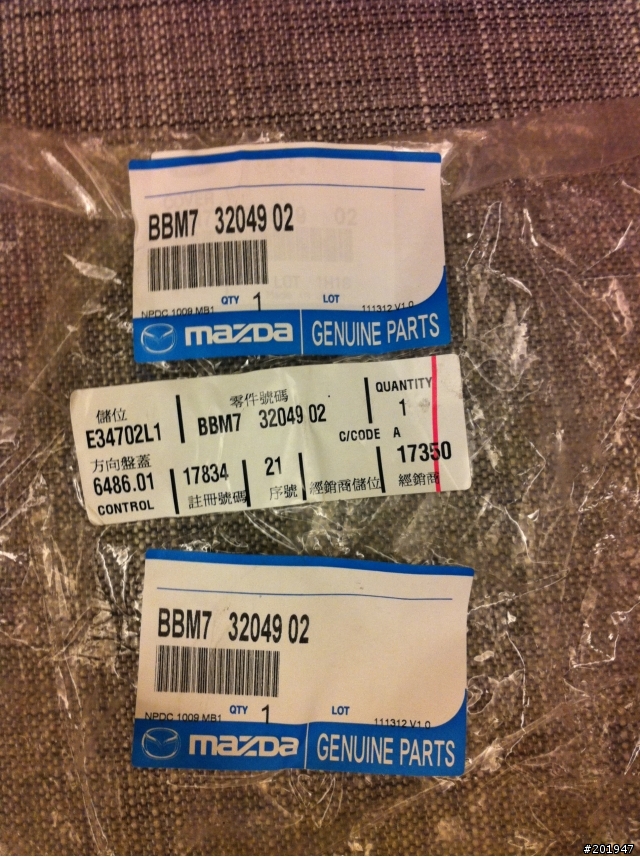 BBM7 32049 02
QTY 1 LOT
NPDC 1009 MB1 111312 V1.0
mazda GENUINE PARTS
儲位 零件號碼 QUANTITY
E34702L1 BBM7 32049 02 1
C/CODE A
方向盤蓋 17834 21 17350
6486.01 註冊號碼 序號 經銷商儲位 經銷商
CONTROL
BBM7 32049 02
QTY 1 LOT
NPDC 1009 MB1 111312 V1.0
mazda GENUINE PARTS
#201947